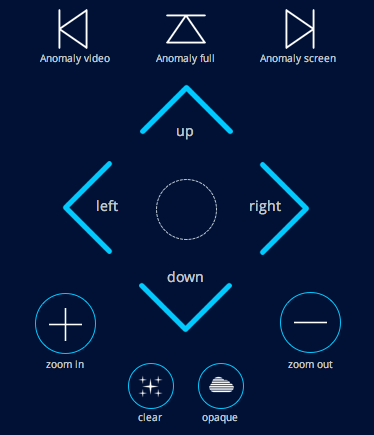 Anomaly video
Anomaly full
Anomaly screen
up
left
right
down
zoom in
zoom out
clear
opaque